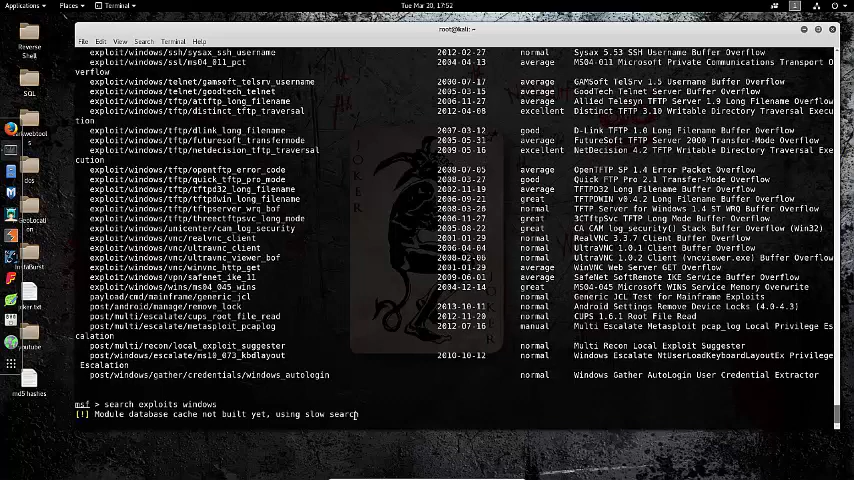 Applications Places Terminal Tue Mar 20, 17:52 1
root@kali: ~
File Edit View Search Terminal Help
exploit/windows/ssh/sysax_ssh_username 2012-02-27 normal Sysax 5.53 SSH Username Buffer Overflow
exploit/windows/ssl/ms04_011_pct 2004-04-13 average MS04-011 Microsoft Private Communications Transport O
verflow
exploit/windows/telnet/gamsoft_telsrv_username 2000-07-17 average GAMSoft TelSrv 1.5 Username Buffer Overflow
exploit/windows/telnet/goodtech_telnet 2005-03-15 average GoodTech Telnet Server Buffer Overflow
exploit/windows/tftp/attftp_long_filename 2006-11-27 average Allied Telesyn TFTP Server 1.9 Long Filename Overflow
exploit/windows/tftp/distinct_tftp_traversal 2012-04-08 excellent Distinct TFTP 3.10 Writable Directory Traversal Execu
tion
exploit/windows/tftp/dlink_long_filename 2007-03-12 good D-Link TFTP 1.0 Long Filename Buffer Overflow
exploit/windows/tftp/futuresoft_transfermode 2005-05-31 average FutureSoft TFTP Server 2000 Transfer-Mode Overflow
exploit/windows/tftp/netdecision_tftp_traversal 2009-05-16 excellent NetDecision 4.2 TFTP Writable Directory Traversal Exe
cution
exploit/windows/tftp/opentftp_error_code 2008-07-05 average OpenTFTP SP 1.4 Error Packet Overflow
exploit/windows/tftp/quick_tftp_pro_mode 2008-03-27 good Quick FTP Pro 2.1 Transfer-Mode Overflow
exploit/windows/tftp/tftpd32_long_filename 2002-11-19 average TFTPD32 Long Filename Buffer Overflow
exploit/windows/tftp/tftpdwin_long_filename 2006-09-21 great TFTPDWIN v0.4.2 Long Filename Buffer Overflow
exploit/windows/tftp/tftpserver_wrq_bof 2008-03-26 normal TFTP Server for Windows 1.4 ST WRQ Buffer Overflow
exploit/windows/tftp/threectftpsvc_long_mode 2006-11-27 great 3CTftpSvc TFTP Long Mode Buffer Overflow
exploit/windows/unicenter/cam_log_security 2005-08-22 great CA CAM log_security() Stack Buffer Overflow (Win32)
exploit/windows/vnc/realvnc_client 2001-01-29 normal RealVNC 3.3.7 Client Buffer Overflow
exploit/windows/vnc/ultravnc_client 2006-04-04 normal UltraVNC 1.0.1 Client Buffer Overflow
exploit/windows/vnc/ultravnc_viewer_bof 2008-02-06 normal UltraVNC 1.0.2 Client (vncviewer.exe) Buffer Overflow
exploit/windows/vnc/winvnc_http_get 2001-01-29 average WinVNC Web Server GET Overflow
exploit/windows/vpn/safenet_ike_11 2009-06-01 average SafeNet SoftRemote IKE Service Buffer Overflow
exploit/windows/wins/ms04_045_wins 2004-12-14 great MS04-045 Microsoft WINS Service Memory Overwrite
payload/cmd/mainframe/generic_jcl normal Generic JCL Test for Mainframe Exploits
post/android/manage/remove_lock 2013-10-11 normal Android Settings Remove Device Locks (4.0-4.3)
post/multi/escalate/cups_root_file_read 2012-11-20 normal CUPS 1.6.1 Root File Read
post/multi/escalate/metasploit_pcaplog 2012-07-16 manual Multi Escalate Metasploit pcap_log Local Privilege Es
calation
post/multi/recon/local_exploit_suggester normal Multi Recon Local Exploit Suggester
post/windows/escalate/ms10_073_kbdlayout 2010-10-12 normal Windows Escalate NtUserLoadKeyboardLayoutEx Privilege
Escalation
post/windows/gather/credentials/windows_autologin normal Windows Gather AutoLogin User Credential Extractor
msf > search exploits windows
[!] Module database cache not built yet, using slow search
Reverse
Shell
SQL
darkwebtools
dos
joker.txt
youtube
md5 hashes
JOKER
JOKER